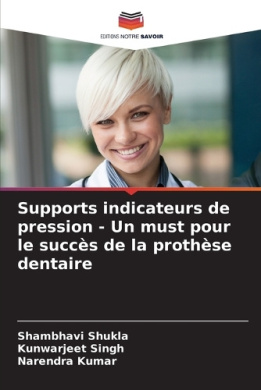 EDITIONS NOTRE SAVOIR
Supports indicateurs de
pression - Un must pour
le succès de la prothèse
dentaire
Shambhavi Shukla
Kunwarjeet Singh
Narendra Kumar